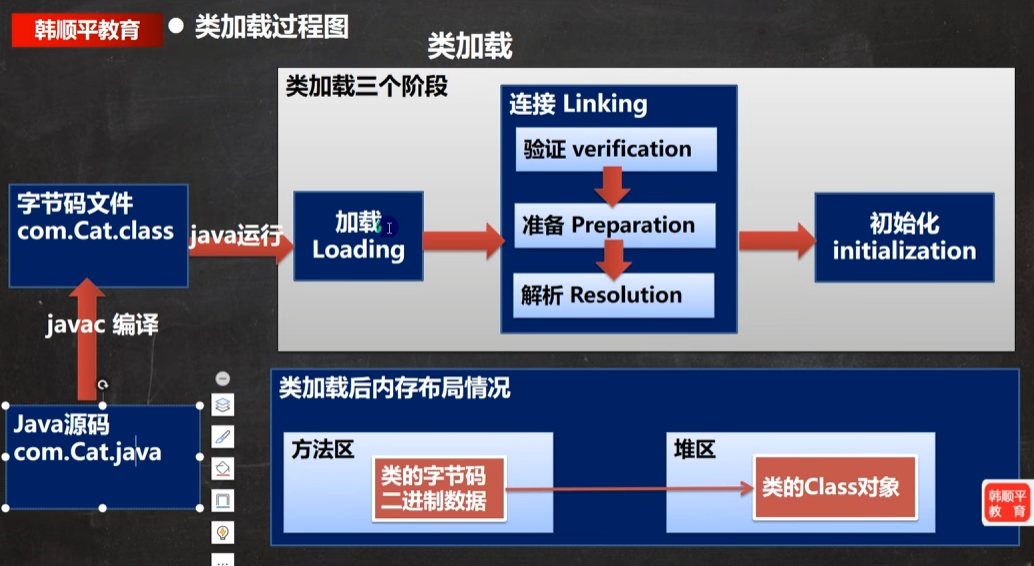 韩顺平教育
● 类加载过程图
类加载
类加载三个阶段
连接 Linking
验证 verification
字节码文件
com.Cat.class
java运行
加载
Loading
准备 Preparation
初始化
initialization
解析 Resolution
javac 编译
Java源码
com.Cat.java
类加载后内存布局情况
方法区
类的字节码
二进制数据
堆区
类的Class对象
韩顺平
教 育